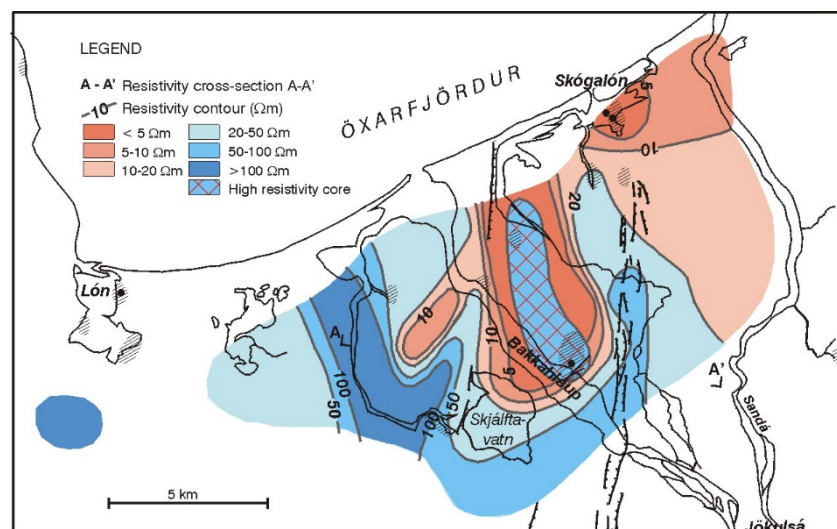 LEGEND
A - A' Resistivity cross-section A-A'
10 Resistivity contour (Ωm)
< 5 Ωm
5-10 Ωm
10-20 Ωm
20-50 Ωm
50-100 Ωm
>100 Ωm
High resistivity core
ÖXARFJÖRDUR
Skógalón
5
10
20
Lón
A
10
10
5
Bakkahlaup
A'
100
50
100
50
Skjálfta-
vatn
Sandá
5 km
Jökulsá